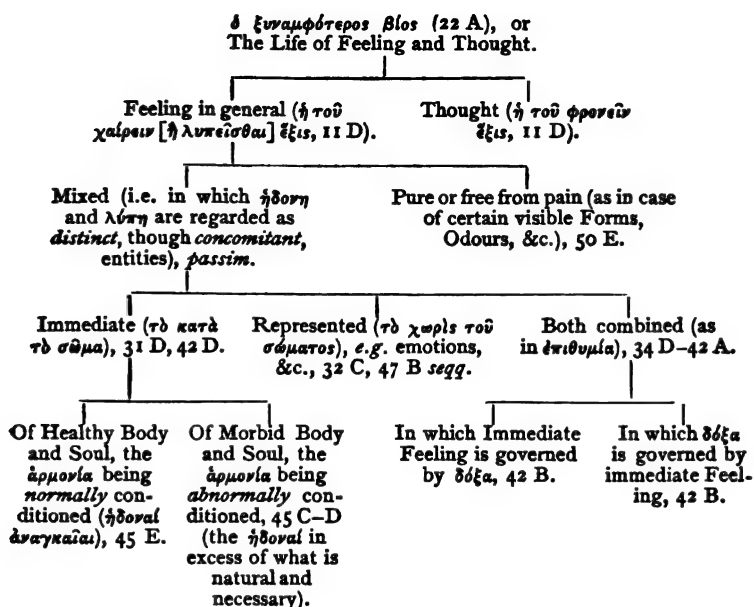 ὁ ξυναμφότερος βίος (22 A), or
The Life of Feeling and Thought.
Feeling in general (ἡ τοῦ
χαίρειν [ἢ λυπεῖσθαι] ἕξις, 11 D).
Thought (ἡ τοῦ φρονεῖν
ἕξις, 11 D).
Mixed (i.e. in which ἡδονη
and λύπη are regarded as
distinct, though concomitant,
entities), passim.
Pure or free from pain (as in case
of certain visible Forms,
Odours, &c.), 50 E.
Immediate (τὸ κατὰ
τὸ σῶμα), 31 D, 42 D.
Represented (τὸ χωρὶς τοῦ
σώματος), e.g. emotions,
&c., 32 C, 47 B seqq.
Both combined (as
in ἐπιθυμία), 34 D–42 A.
Of Healthy Body
and Soul, the
ἁρμονία being
normally con-
ditioned (ἡδοναὶ
ἀναγκαῖαι), 45 E.
Of Morbid Body
and Soul, the
ἁρμονία being
abnormally con-
ditioned, 45 C–D
(the ἡδοναί in
excess of what is
natural and
necessary).
In which Immediate
Feeling is governed
by δόξα, 42 B.
In which δόξα
is governed by
immediate Feel-
ing, 42 B.